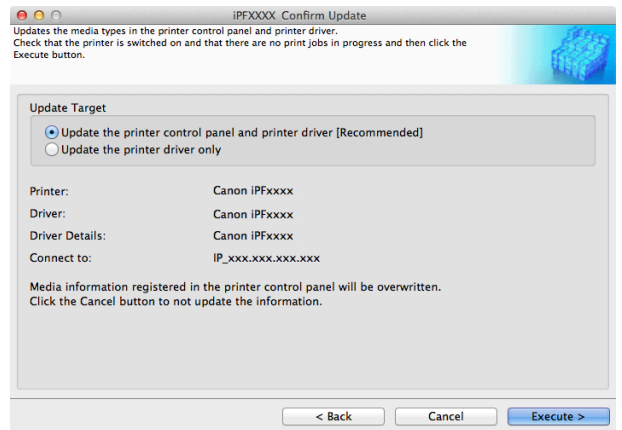 iPFXXXX Confirm Update
Updates the media types in the printer control panel and printer driver.
Check that the printer is switched on and that there are no print jobs in progress and then click the
Execute button.
Update Target
Update the printer control panel and printer driver [Recommended]
Update the printer driver only
Printer: Canon iPFxxxx
Driver: Canon iPFxxxx
Driver Details: Canon iPFxxxx
Connect to: IP_xxx.xxx.xxx.xxx
Media information registered in the printer control panel will be overwritten.
Click the Cancel button to not update the information.
< Back Cancel Execute >